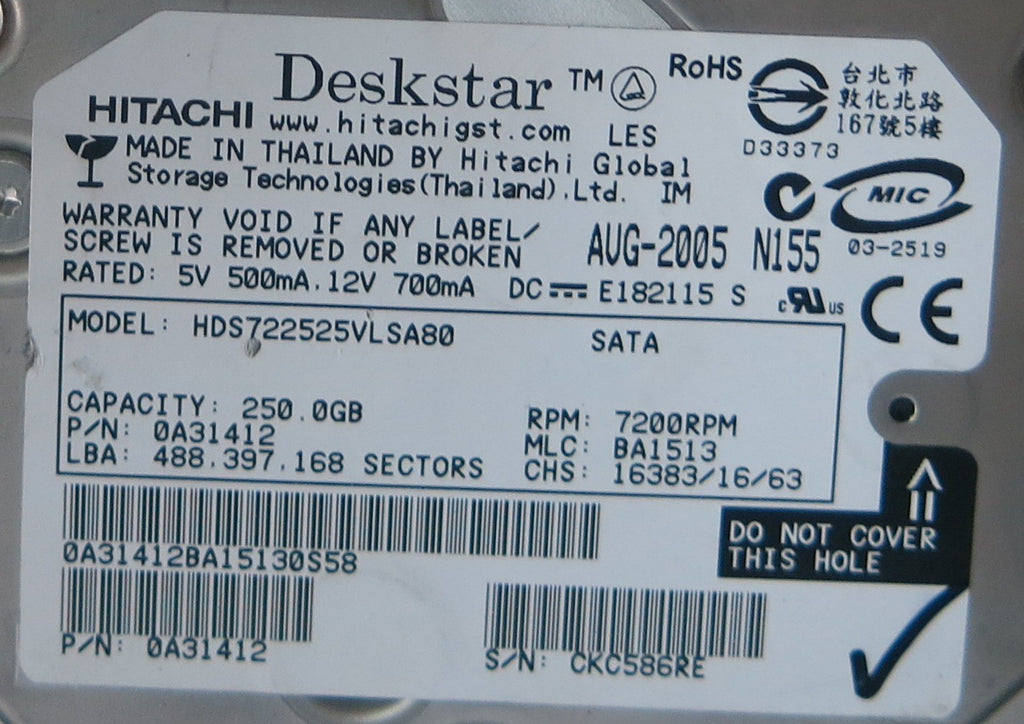 Deskstar TM
HITACHI
www.hitachigst.com LES
RoHS
台北市
敦化北路
167號5樓
D33373
MADE IN THAILAND BY Hitachi Global
Storage Technologies(Thailand).Ltd. IM
MIC
03-2519
WARRANTY VOID IF ANY LABEL/
SCREW IS REMOVED OR BROKEN
AUG-2005 N155
RATED: 5V 500mA.12V 700mA DC E182115 S
c US
CE
MODEL: HDS722525VLSA80 SATA
CAPACITY: 250.0GB
P/N: 0A31412
LBA: 488.397.168 SECTORS
RPM: 7200RPM
MLC: BA1513
CHS: 16383/16/63
0A31412BA15130S58
DO NOT COVER
THIS HOLE
P/N: 0A31412
S/N: CKC586RE